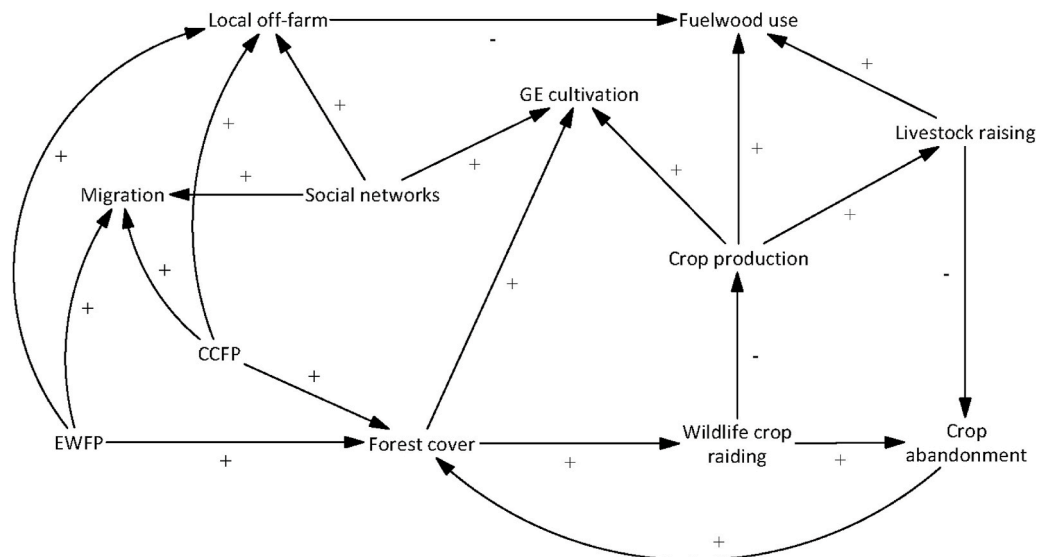 Local off-farm
Fuelwood use
-
+
GE cultivation
+
+
Livestock raising
+
+
+
+
+
Migration
Social networks
+
+
Crop production
+
+
-
+
CCFP
+
-
EWFP
+
Forest cover
+
Wildlife crop
raiding
+
Crop
abandonment
+